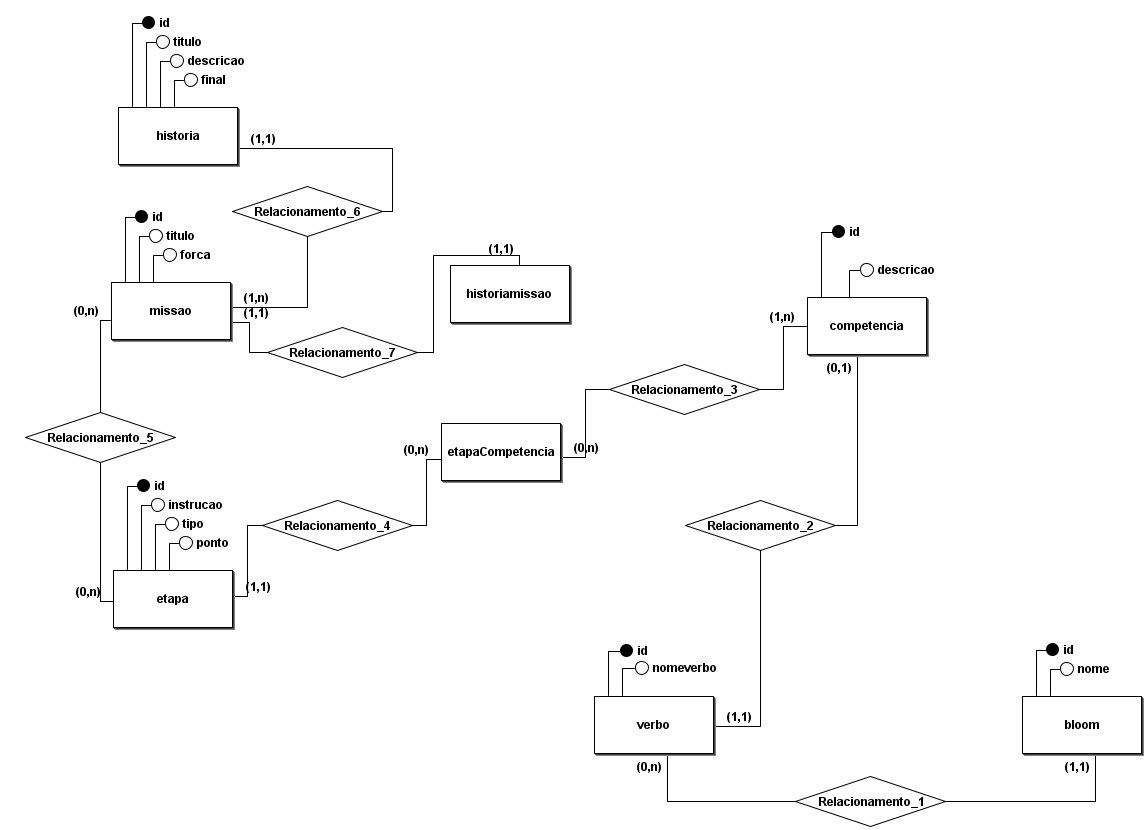 id
titulo
descricao
final
historia
(1,1)
Relacionamento_6
id
titulo
forca
missao
(1,n)
(1,1)
(0,n)
Relacionamento_7
(1,1)
historiamissao
id
descricao
competencia
(1,n)
(0,1)
Relacionamento_3
etapaCompetencia
(0,n)
(0,n)
Relacionamento_5
Relacionamento_4
id
instrucao
tipo
ponto
etapa
(0,n)
(1,1)
Relacionamento_2
id
nomeverbo
verbo
(1,1)
(0,n)
id
nome
bloom
(1,1)
Relacionamento_1